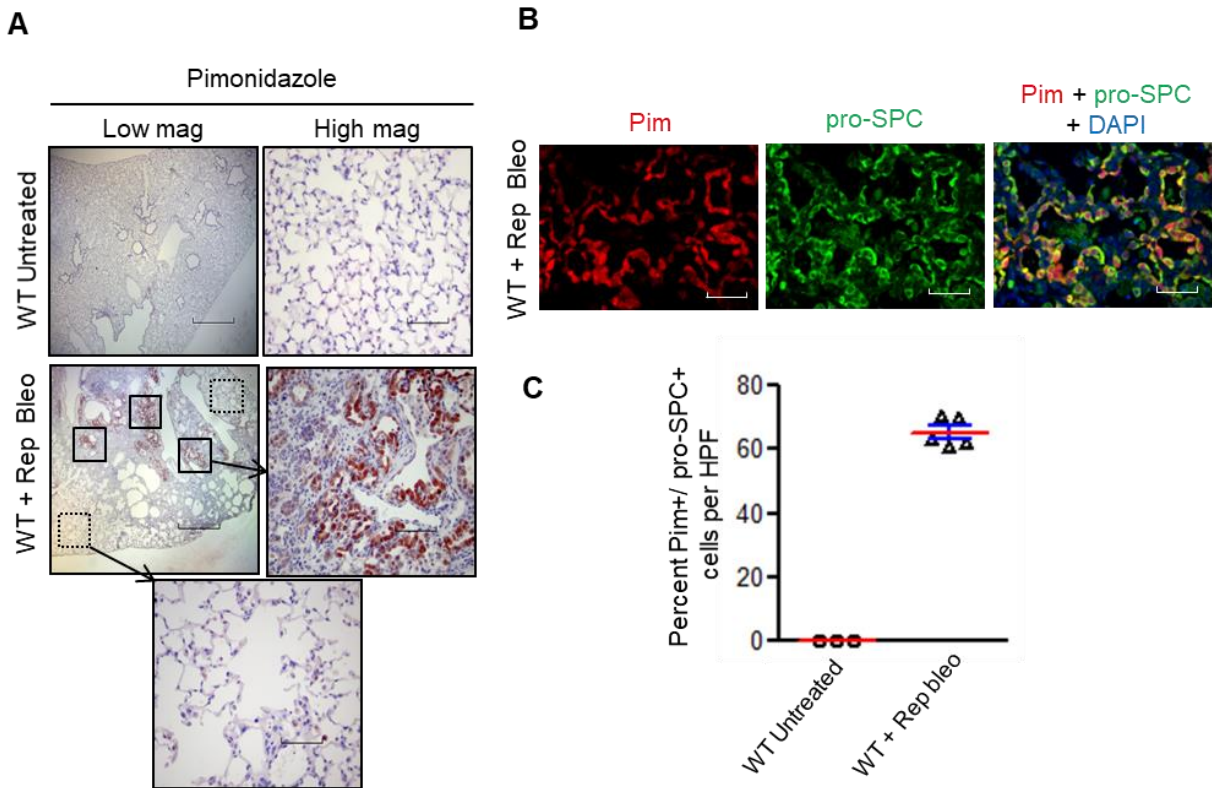 A
Pimonidazole
Low mag
High mag
WT Untreated
WT + Rep Bleo
B
Pim
pro-SPC
Pim + pro-SPC
+ DAPI
WT + Rep Bleo
C
Percent Pim+/ pro-SPC+
cells per HPF
80
60
40
20
0
WT Untreated
WT + Rep bleo